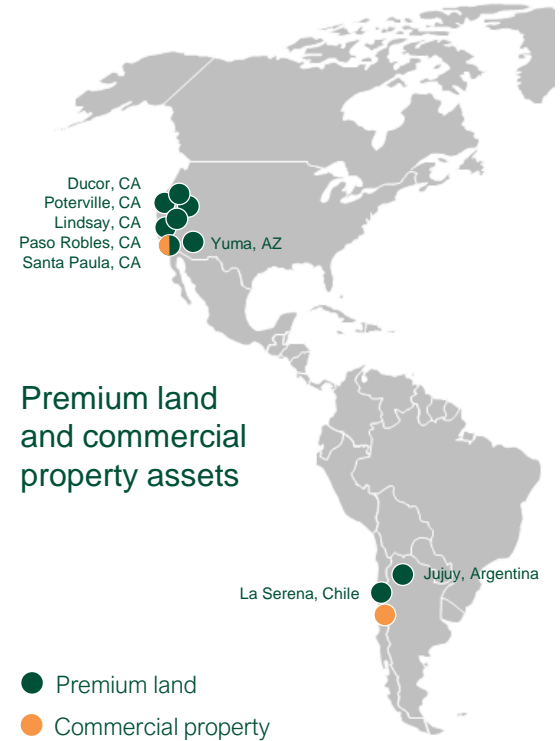 Ducor, CA
Poterville, CA
Lindsay, CA
Paso Robles, CA
Santa Paula, CA
Yuma, AZ
Premium land
and commercial
property assets
Jujuy, Argentina
La Serena, Chile
Premium land
Commercial property